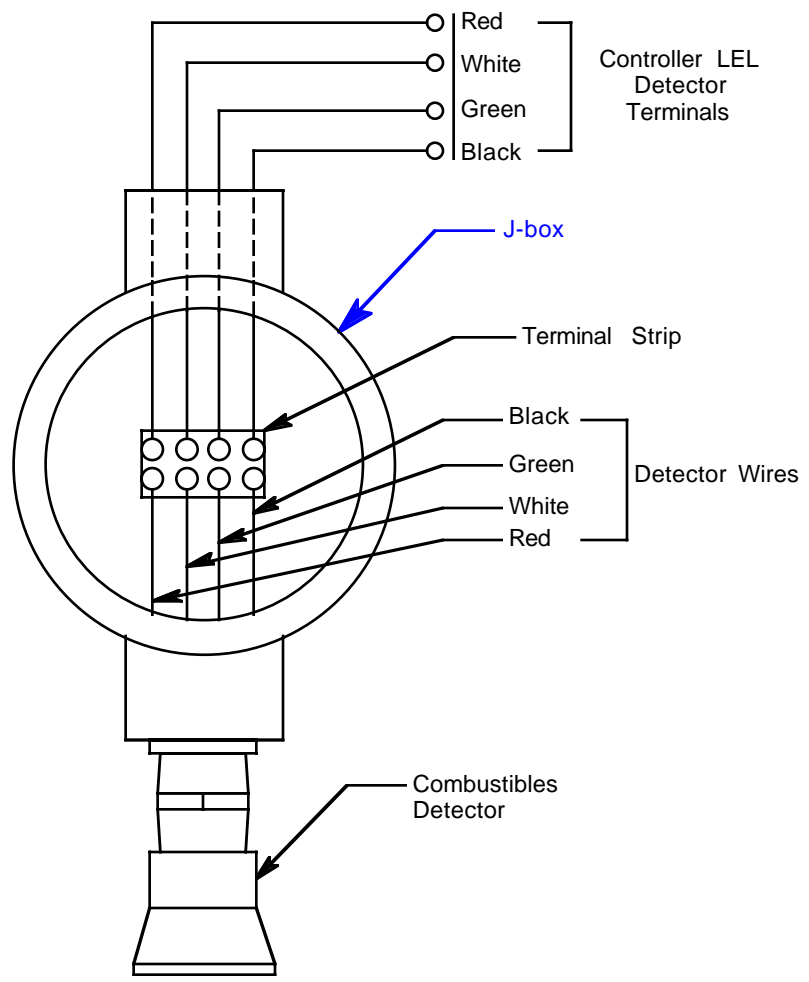 Red
White
Green
Black
Controller LEL
Detector
Terminals
J-box
Terminal Strip
Black
Green
White
Red
Detector Wires
Combustibles
Detector